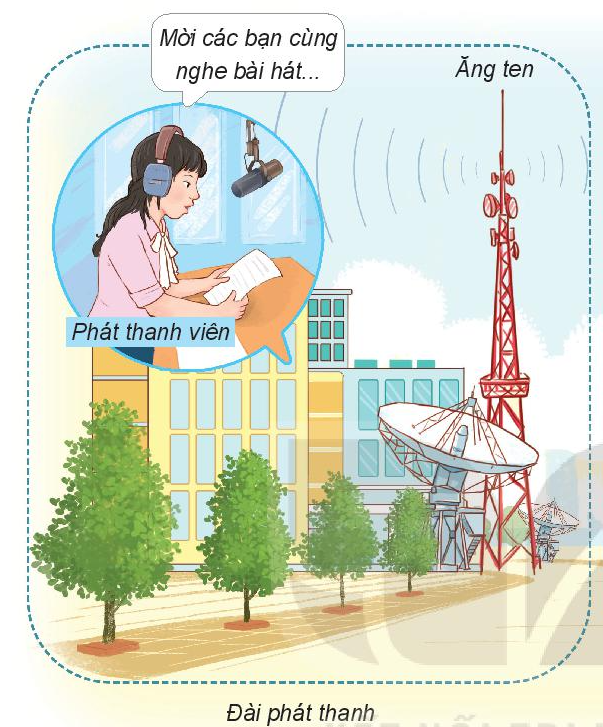 Mời các bạn cùng
nghe bài hát...
Ăng ten
Phát thanh viên
Đài phát thanh